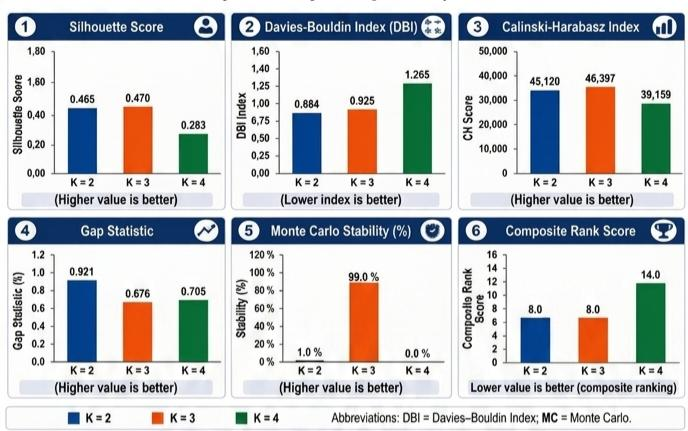 1 Silhouette Score
Silhouette Soore
1,80
1,80
0,40
0,20
0,00
0.465
0.470
0.283
K = 2 K = 3 K = 4
(Higher value is better)
2 Davies-Bouldin Index (DBI)
DBI Index
1,60
1,40
1,25
1,00
6,75
0,50
0,25
0.00
0.884
0.925
1.265
K = 2 K = 3 K = 4
(Lower index is better)
3 Calinski-Harabasz Index
CH Score
50,000
40,000
30,000
20,000
10,000
0
45,120
46,397
39,159
K = 2 K = 3 K = 4
(Higher value is better)
4 Gap Statistic
Gap Statistic (%)
1.2
1.0
0.8
0.6
0.4
0.2
0.0
0.921
0.676
0.705
K = 2 K = 3 K = 4
(Higher value is better)
5 Monte Carlo Stability (%)
Stability (%)
120 %
100 %
80 %
60 %
40 %
20 %
0 %
1.0 %
99.0 %
0.0 %
K = 2 K = 3 K = 4
(Higher value is better)
6 Composite Rank Score
Composite Rank
Score
16
14
12
10
8
6
4
2
0
8.0
8.0
14.0
K = 2 K = 3 K = 4
Lower value is better (composite ranking)
K = 2 K = 3 K = 4 Abbreviations: DBI = Davies–Bouldin Index; MC = Monte Carlo.